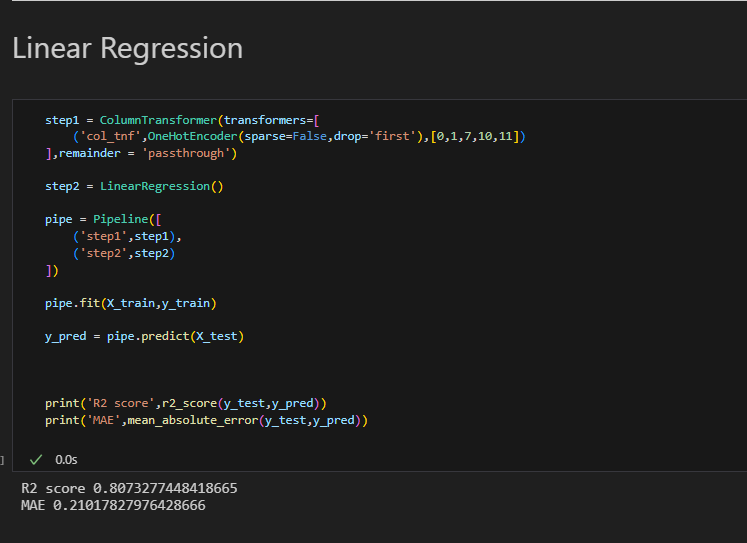 Linear Regression
step1 = ColumnTransformer(transformers=[
    ('col_tnf',OneHotEncoder(sparse=False,drop='first'),[0,1,7,10,11])
],remainder = 'passthrough')
step2 = LinearRegression()
pipe = Pipeline([
    ('step1',step1),
    ('step2',step2)
])
pipe.fit(X_train,y_train)
y_pred = pipe.predict(X_test)
print('R2 score',r2_score(y_test,y_pred))
print('MAE',mean_absolute_error(y_test,y_pred))
] 0.0s
R2 score 0.8073277448418665
MAE 0.21017827976428666